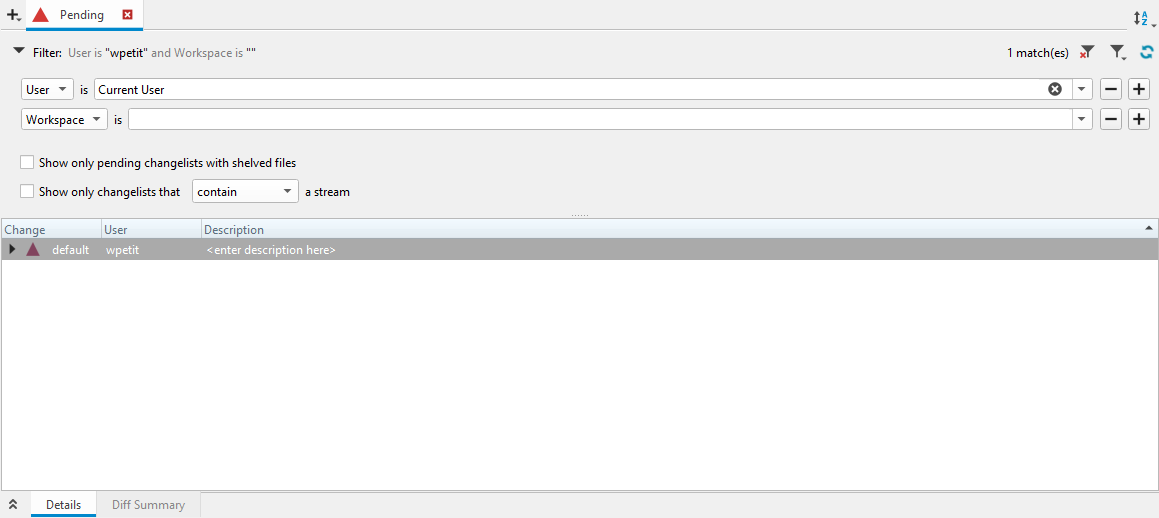 Pending
Filter: User is "wpetit" and Workspace is "" 1 match(es)
User is Current User
Workspace is
Show only pending changelists with shelved files
Show only changelists that contain a stream
Change User Description
default wpetit <enter description here>
Details Diff Summary